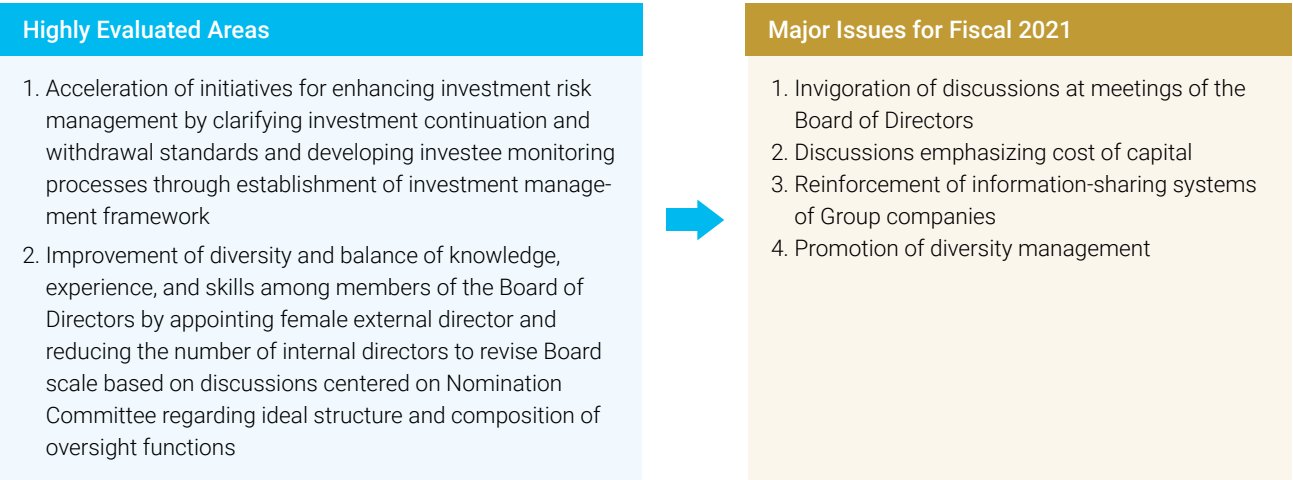 Highly Evaluated Areas
1. Acceleration of initiatives for enhancing investment risk
management by clarifying investment continuation and
withdrawal standards and developing investee monitoring
processes through establishment of investment manage-
ment framework
2. Improvement of diversity and balance of knowledge,
experience, and skills among members of the Board of
Directors by appointing female external director and
reducing the number of internal directors to revise Board
scale based on discussions centered on Nomination
Committee regarding ideal structure and composition of
oversight functions
Major Issues for Fiscal 2021
1. Invigoration of discussions at meetings of the
Board of Directors
2. Discussions emphasizing cost of capital
3. Reinforcement of information-sharing systems
of Group companies
4. Promotion of diversity management